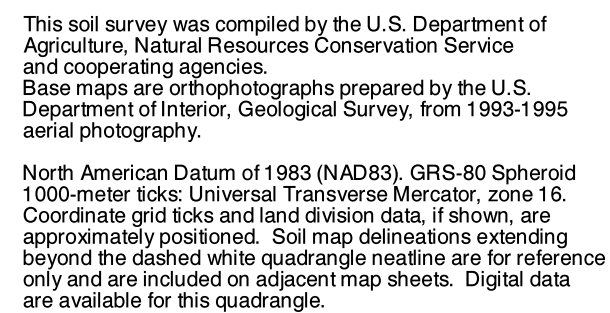 This soil survey was compiled by the U.S. Department of
Agriculture, Natural Resources Conservation Service
and cooperating agencies.
Base maps are orthophotographs prepared by the U.S.
Department of Interior, Geological Survey, from 1993-1995
aerial photography.

North American Datum of 1983 (NAD83). GRS-80 Spheroid
1000-meter ticks: Universal Transverse Mercator, zone 16.
Coordinate grid ticks and land division data, if shown, are
approximately positioned.  Soil map delineations extending
beyond the dashed white quadrangle neatline are for reference
only and are included on adjacent map sheets.  Digital data
are available for this quadrangle.